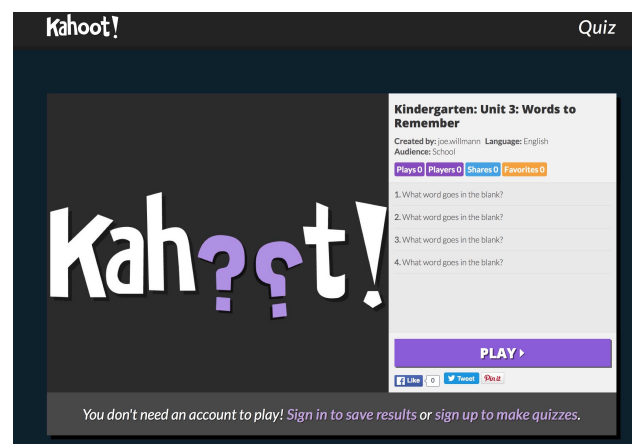 Kahoot!
Quiz
Kah??t!
Kindergarten: Unit 3: Words to
Remember
Created by: joe.willmann Language: English
Audience: School
Plays 0 Players 0 Shares 0 Favorites 0
1. What word goes in the blank?
2. What word goes in the blank?
3. What word goes in the blank?
4. What word goes in the blank?
PLAY
Like 0 Tweet Pin it
You don't need an account to play! Sign in to save results or sign up to make quizzes.